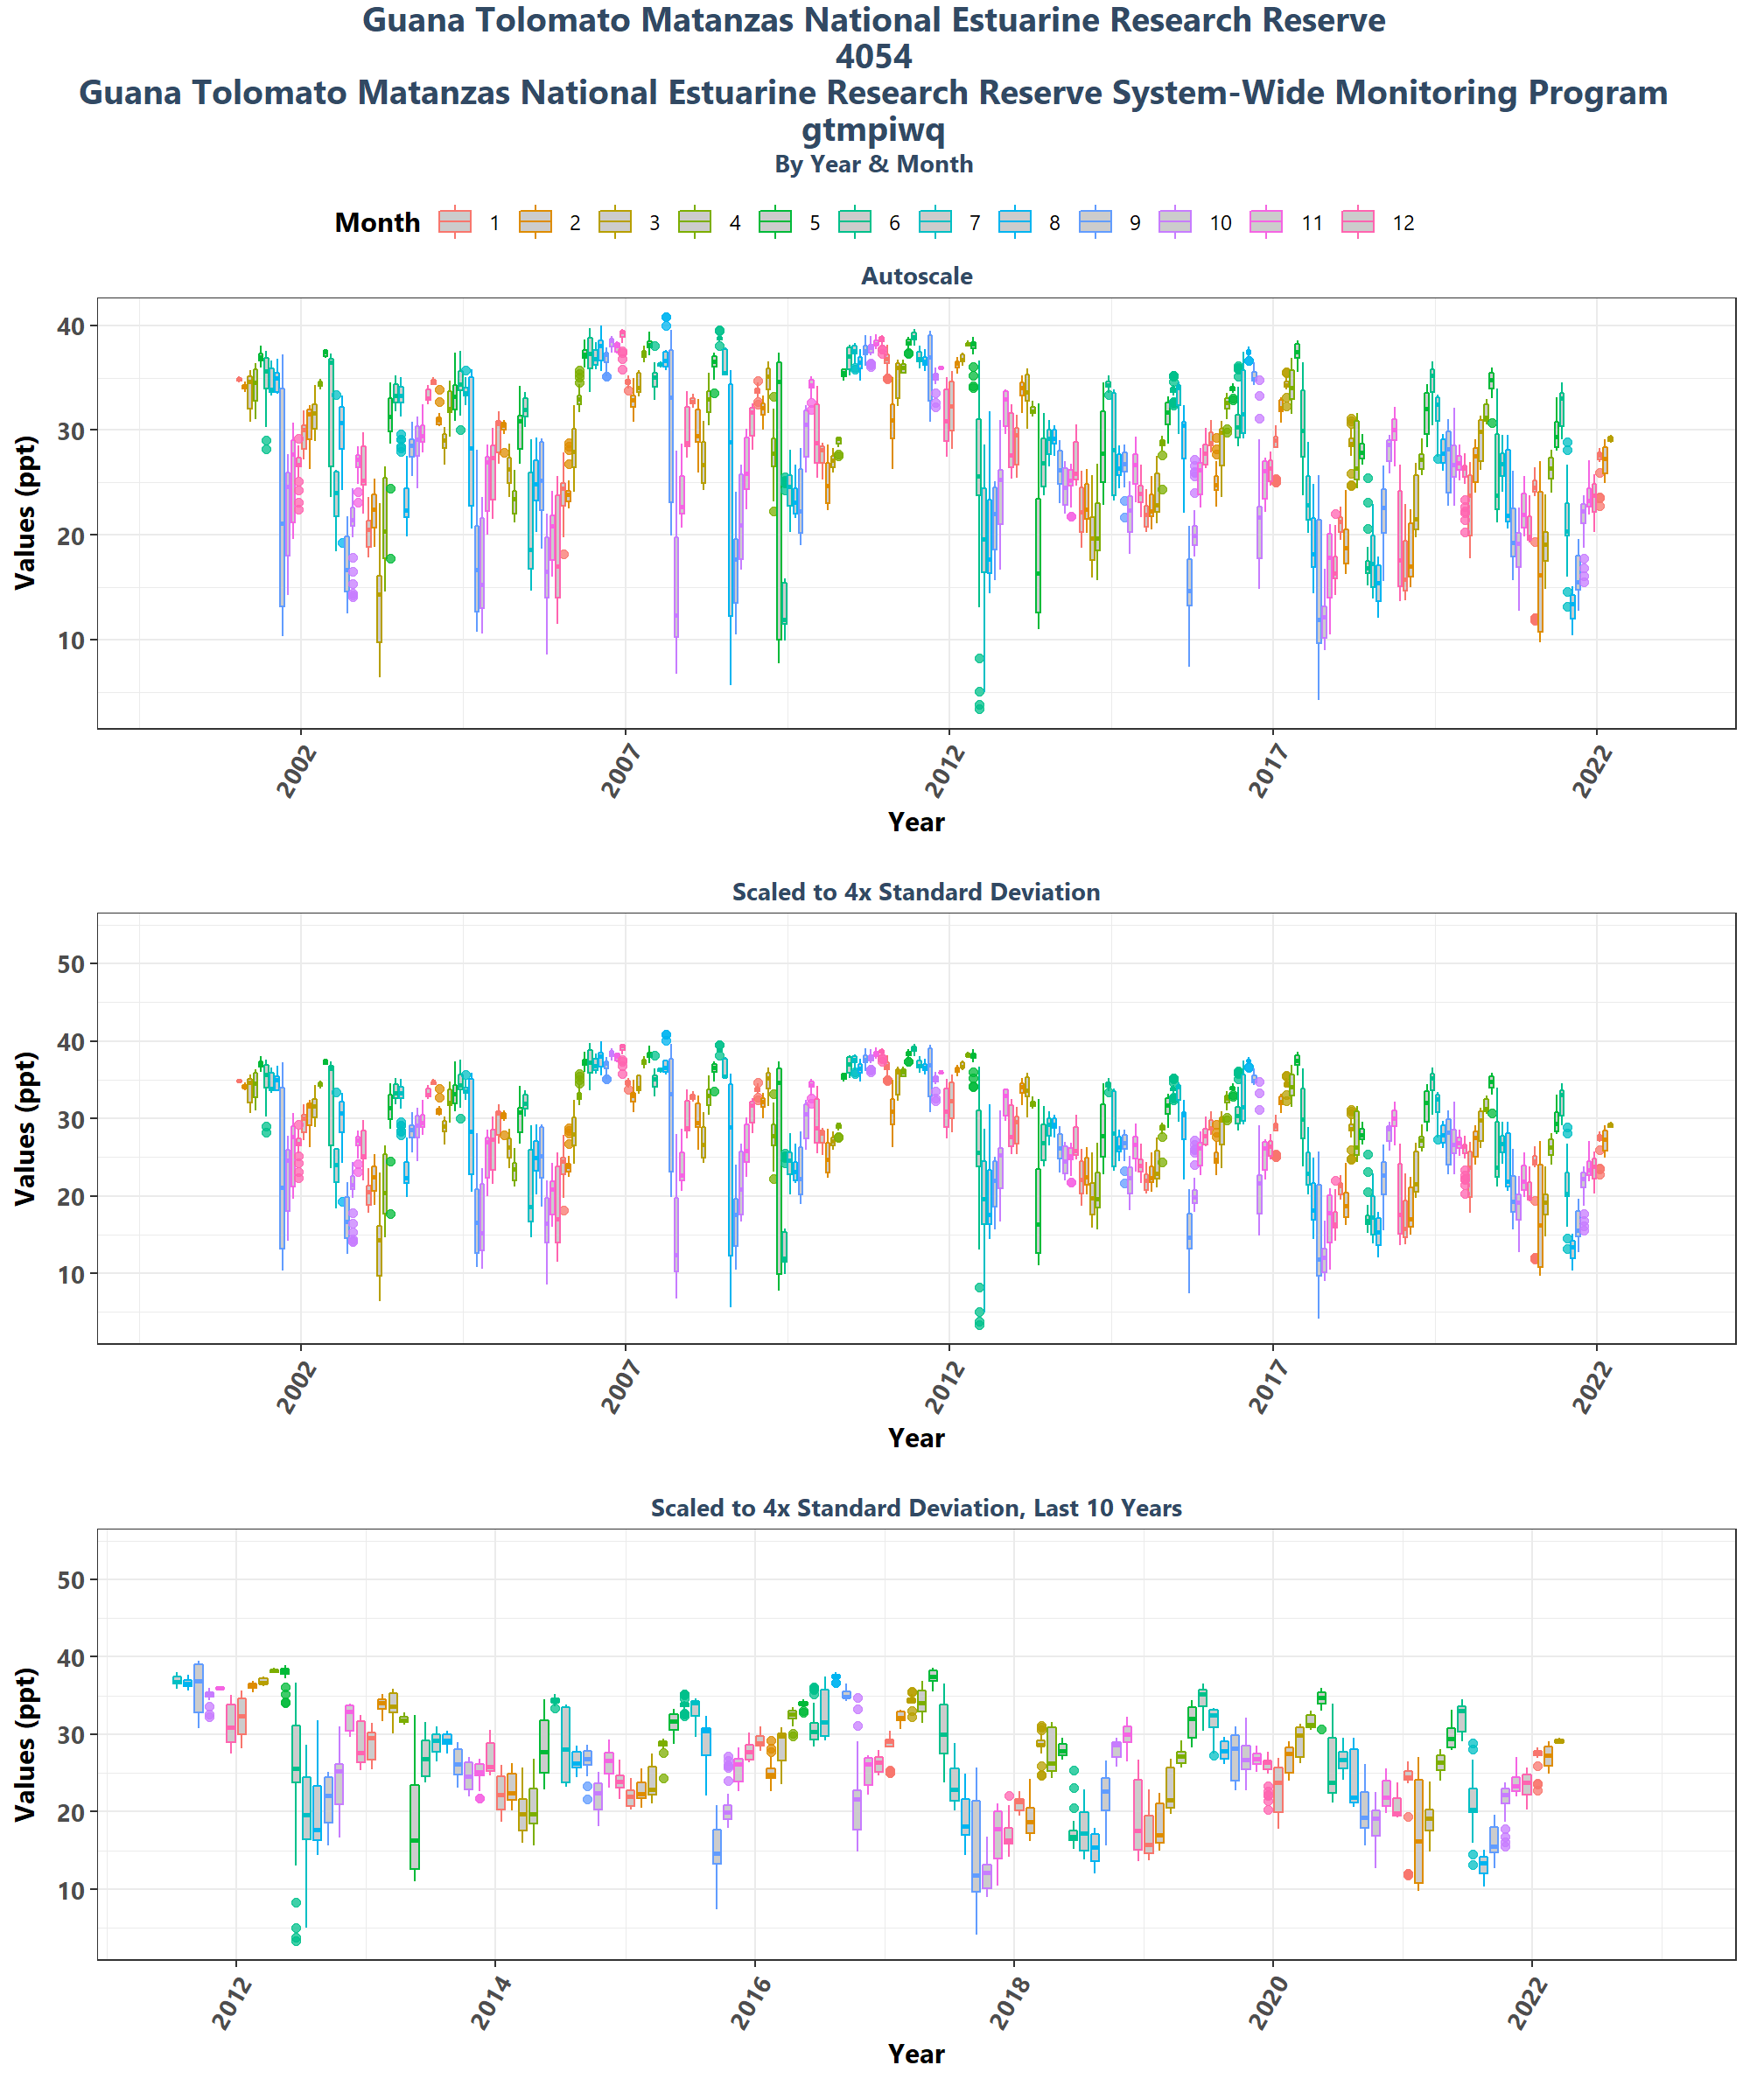 Guana Tolomato Matanzas National Estuarine Research Reserve
4054
Guana Tolomato Matanzas National Estuarine Research Reserve System-Wide Monitoring Program
gtmpiwq
By Year & Month
Month 1 2 3 4 5 6 7 8 9 10 11 12
Autoscale
Values (ppt)
40
30
20
10
2002 2007 2012 2017 2022
Year
Scaled to 4x Standard Deviation
Values (ppt)
50
40
30
20
10
2002 2007 2012 2017 2022
Year
Scaled to 4x Standard Deviation, Last 10 Years
Values (ppt)
50
40
30
20
10
2012 2014 2016 2018 2020 2022
Year